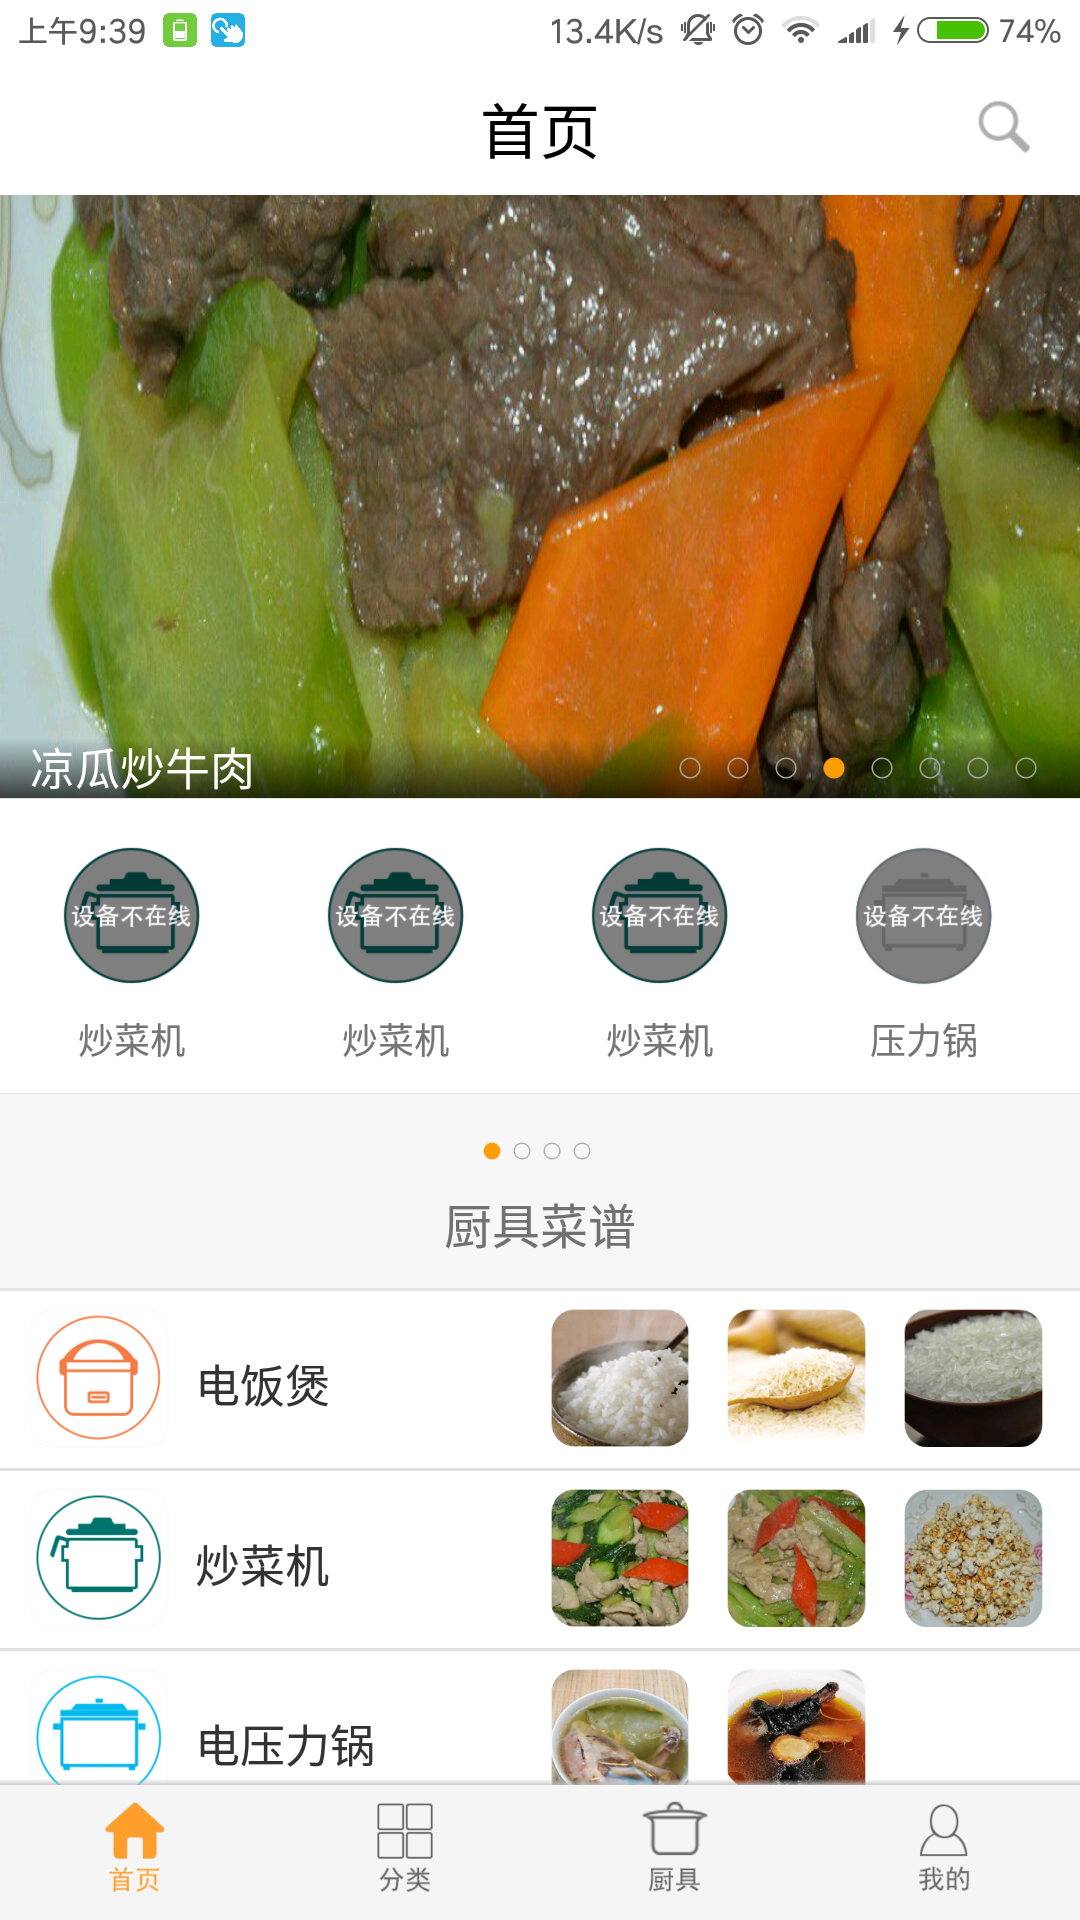 上午9:39 13.4K/s 74%
首页
凉瓜炒牛肉
设备不在线 设备不在线 设备不在线 设备不在线
炒菜机 炒菜机 炒菜机 压力锅
厨具菜谱
电饭煲
炒菜机
电压力锅
首页 分类 厨具 我的